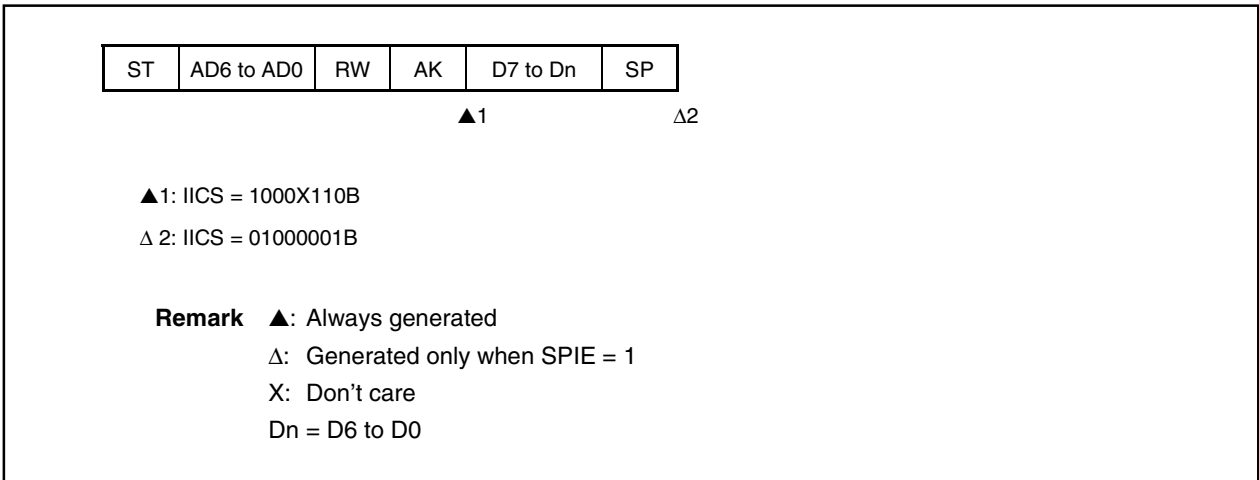 ST AD6 to AD0 RW AK D7 to Dn SP
▲1 Δ2
▲1: IICS = 1000X110B
Δ 2: IICS = 01000001B
Remark ▲: Always generated
Δ: Generated only when SPIE = 1
X: Don't care
Dn = D6 to D0